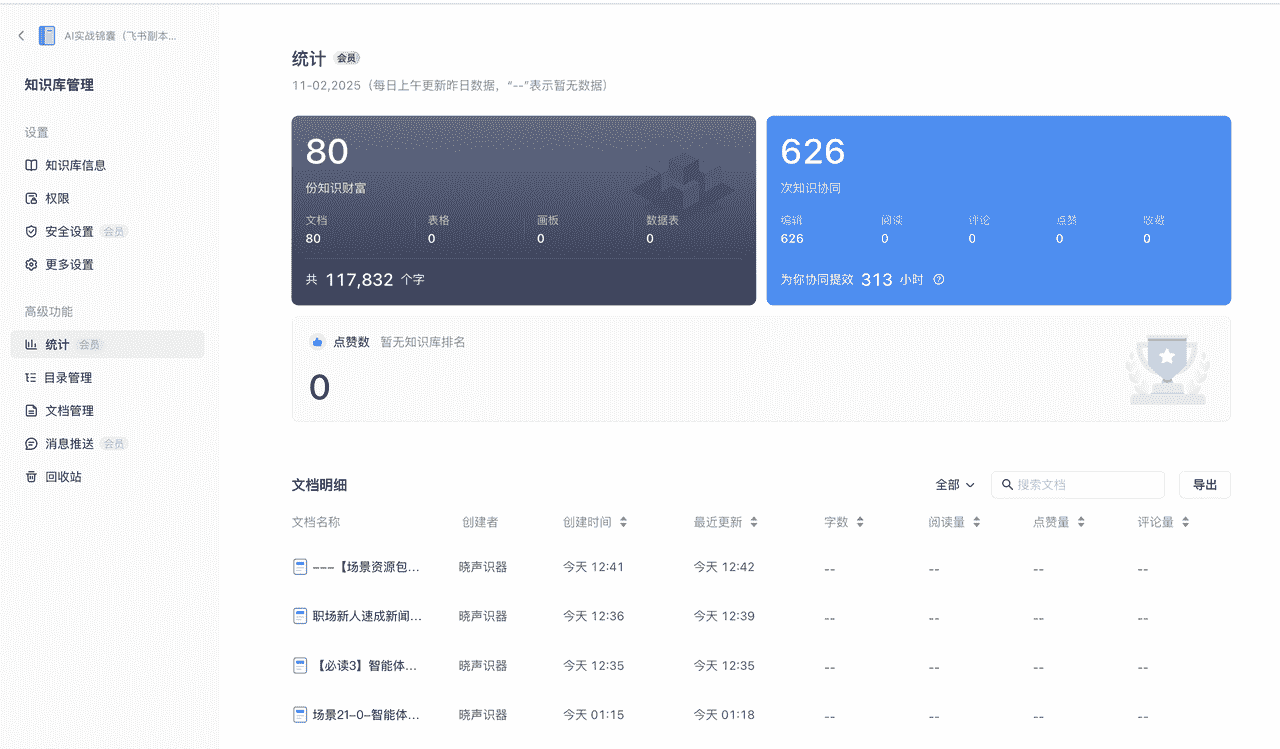 AI实战锦囊（飞书副本...
知识库管理
设置
知识库信息
权限
安全设置 会员
更多设置
高级功能
统计 会员
目录管理
文档管理
消息推送 会员
回收站
统计 会员
11-02,2025（每日上午更新昨日数据，“--”表示暂无数据）
80
份知识财富
文档 表格 画板 数据表
80 0 0 0
共 117,832 个字
626
次知识协同
编辑 阅读 评论 点赞 收藏
626 0 0 0 0
为你协同提效 313 小时
点赞数 暂无知识库排名
0
文档明细
全部 搜索文档 导出
文档名称 创建者 创建时间 最近更新 字数 阅读量 点赞量 评论量
---【场景资源包... 晓声识器 今天 12:41 今天 12:42 -- -- -- --
职场新人速成新闻... 晓声识器 今天 12:36 今天 12:39 -- -- -- --
【必读3】智能体... 晓声识器 今天 12:35 今天 12:35 -- -- -- --
场景21-0-智能体... 晓声识器 今天 01:15 今天 01:18 -- -- -- --